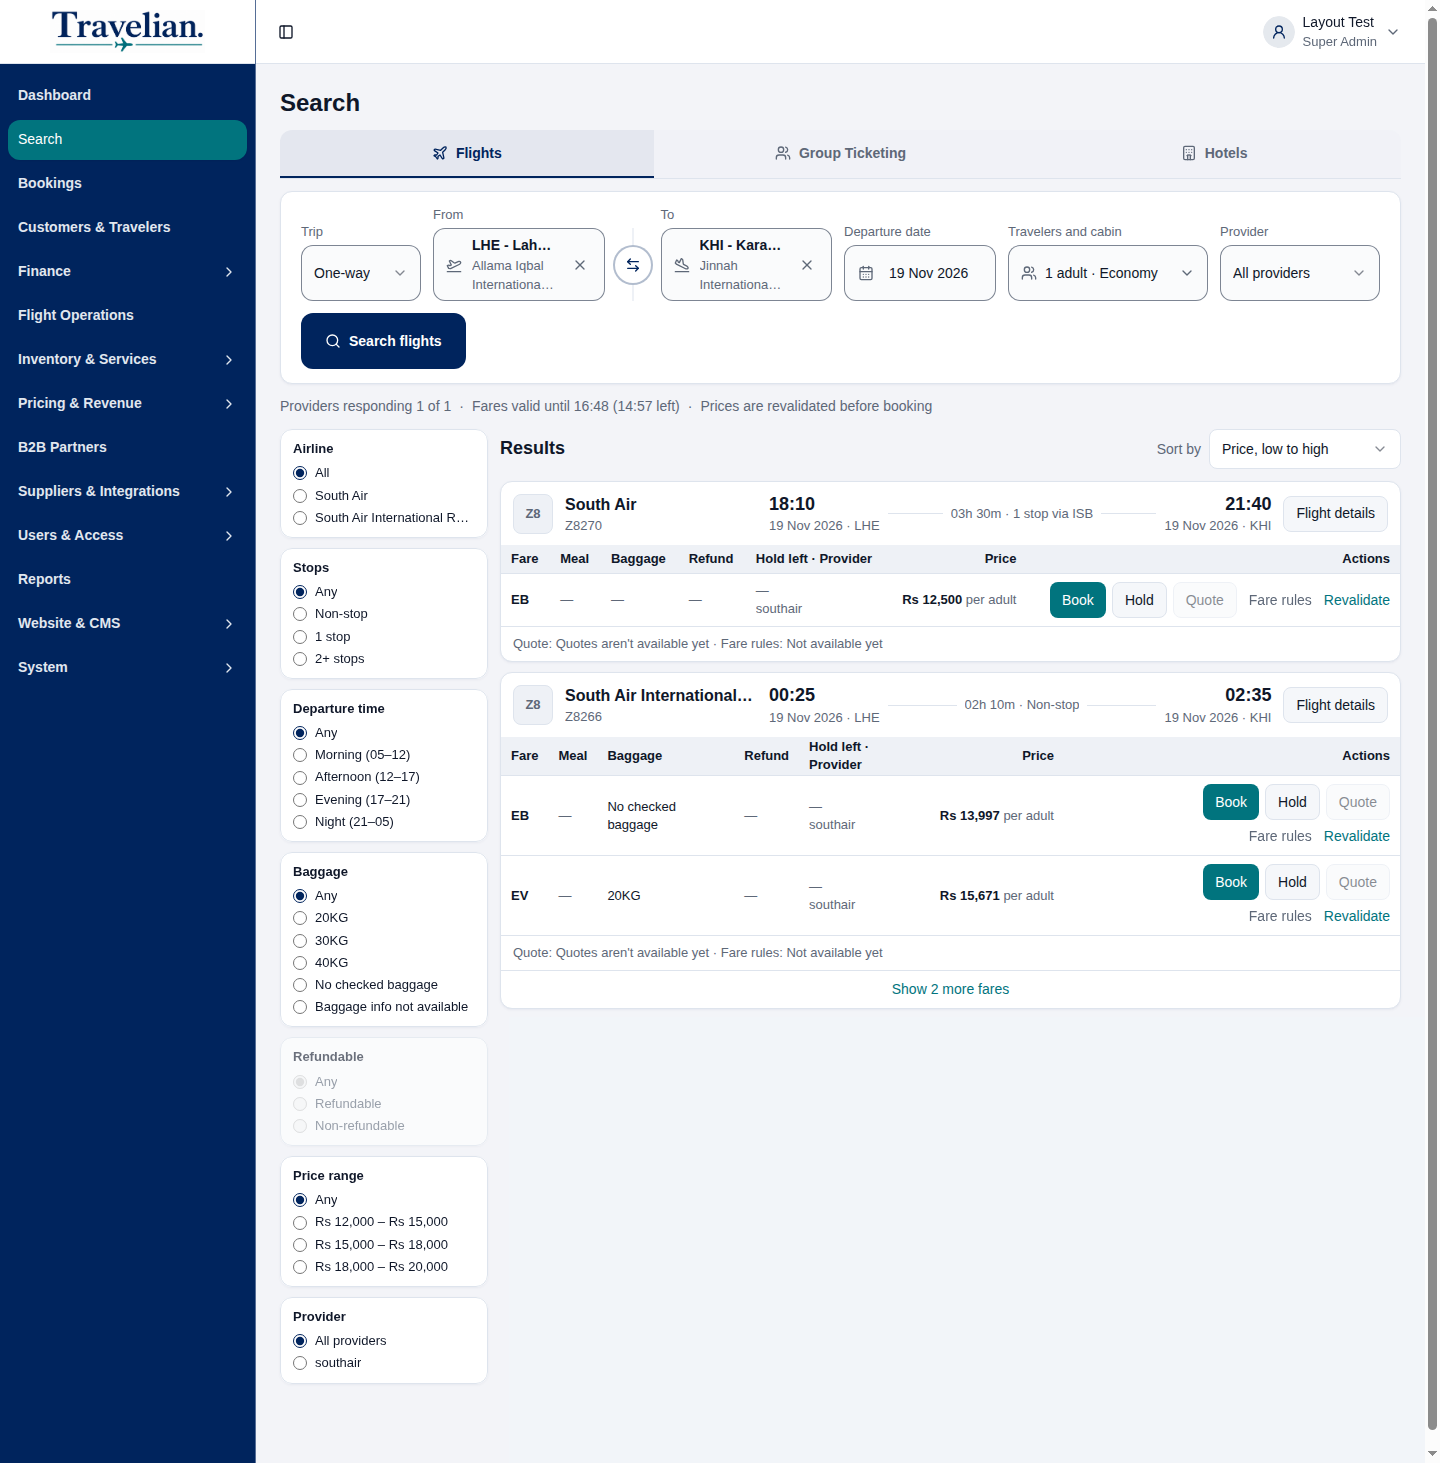 Travelian.
Layout Test
Super Admin
Dashboard
Search
Bookings
Customers & Travelers
Finance
Flight Operations
Inventory & Services
Pricing & Revenue
B2B Partners
Suppliers & Integrations
Users & Access
Reports
Website & CMS
System
Search
Flights
Group Ticketing
Hotels
Trip
One-way
From
LHE - Lah…
Allama Iqbal
Internationa…
To
KHI - Kara…
Jinnah
Internationa…
Departure date
19 Nov 2026
Travelers and cabin
1 adult · Economy
Provider
All providers
Search flights
Providers responding 1 of 1 · Fares valid until 16:48 (14:57 left) · Prices are revalidated before booking
Airline
All
South Air
South Air International R…
Stops
Any
Non-stop
1 stop
2+ stops
Departure time
Any
Morning (05–12)
Afternoon (12–17)
Evening (17–21)
Night (21–05)
Baggage
Any
20KG
30KG
40KG
No checked baggage
Baggage info not available
Refundable
Any
Refundable
Non-refundable
Price range
Any
Rs 12,000 – Rs 15,000
Rs 15,000 – Rs 18,000
Rs 18,000 – Rs 20,000
Provider
All providers
southair
Results
Sort by
Price, low to high
Z8
South Air
Z8270
18:10
19 Nov 2026 · LHE
03h 30m · 1 stop via ISB
21:40
19 Nov 2026 · KHI
Flight details
Fare Meal Baggage Refund Hold left · Provider Price Actions
EB — — — —
southair
Rs 12,500 per adult
Book Hold Quote Fare rules Revalidate
Quote: Quotes aren't available yet · Fare rules: Not available yet
Z8
South Air International…
Z8266
00:25
19 Nov 2026 · LHE
02h 10m · Non-stop
02:35
19 Nov 2026 · KHI
Flight details
Fare Meal Baggage Refund Hold left ·
Provider
Price Actions
EB — No checked
baggage
— —
southair
Rs 13,997 per adult
Book Hold Quote
Fare rules Revalidate
EV — 20KG — —
southair
Rs 15,671 per adult
Book Hold Quote
Fare rules Revalidate
Quote: Quotes aren't available yet · Fare rules: Not available yet
Show 2 more fares